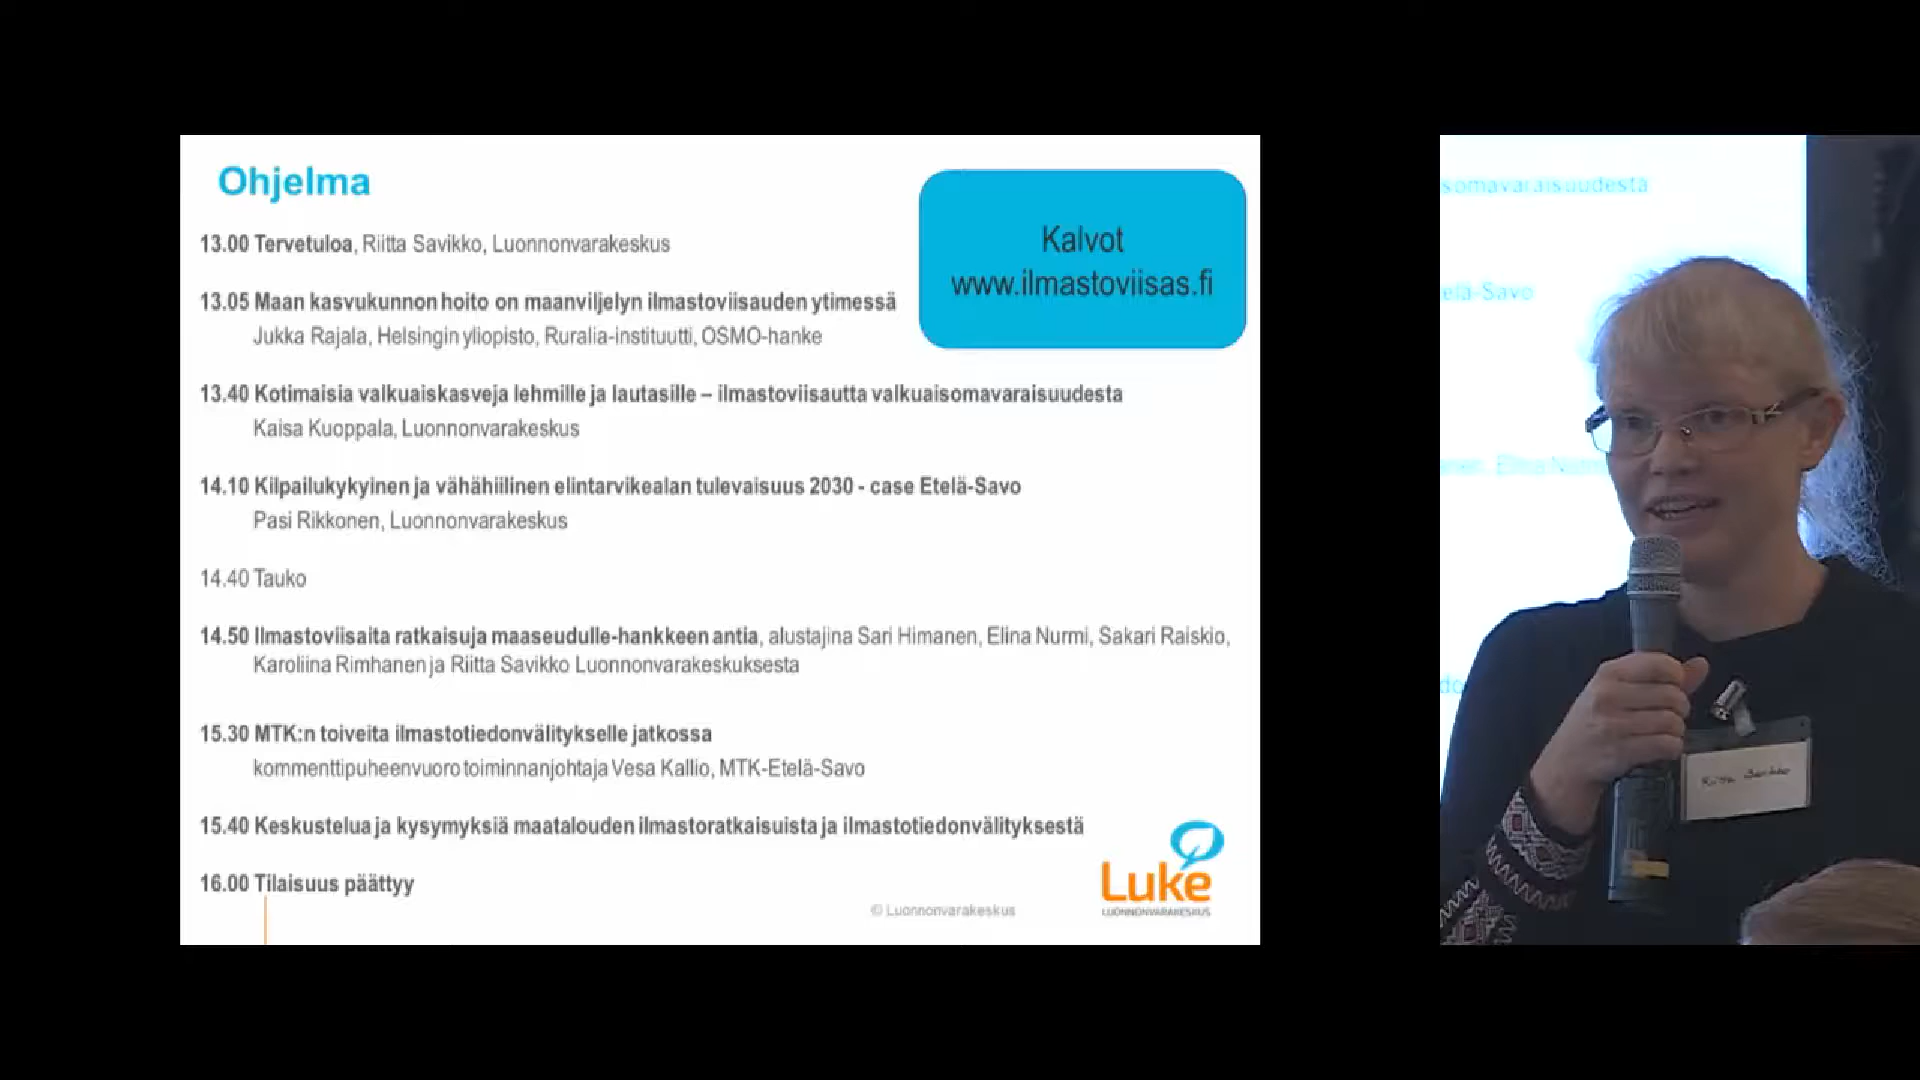 Ohjelma
Kalvot
www.ilmastoviisas.fi
13.00 Tervetuloa, Riitta Savikko, Luonnonvarakeskus
13.05 Maan kasvukunnon hoito on maanviljelyn ilmastoviisauden ytimessä
Jukka Rajala, Helsingin yliopisto, Ruralia-instituutti, OSMO-hanke
13.40 Kotimaisia valkuaiskasveja lehmille ja lautasille – ilmastoviisautta valkuaisomavaraisuudesta
Kaisa Kuoppala, Luonnonvarakeskus
14.10 Kilpailukykyinen ja vähähiilinen elintarvikealan tulevaisuus 2030 - case Etelä-Savo
Pasi Rikkonen, Luonnonvarakeskus
14.40 Tauko
14.50 Ilmastoviisaita ratkaisuja maaseudulle-hankkeen antia, alustajina Sari Himanen, Elina Nurmi, Sakari Raiskio,
Karoliina Rimhanen ja Riitta Savikko Luonnonvarakeskuksesta
15.30 MTK:n toiveita ilmastotiedonvälitykselle jatkossa
kommenttipuheenvuoro toiminnanjohtaja Vesa Kallio, MTK-Etelä-Savo
15.40 Keskustelua ja kysymyksiä maatalouden ilmastoratkaisuista ja ilmastotiedonvälityksestä
16.00 Tilaisuus päättyy
© Luonnonvarakeskus
Luke
LUONNONVARAKESKUS
somavaraisuudesta
elä-Savo
Riitta Savikko